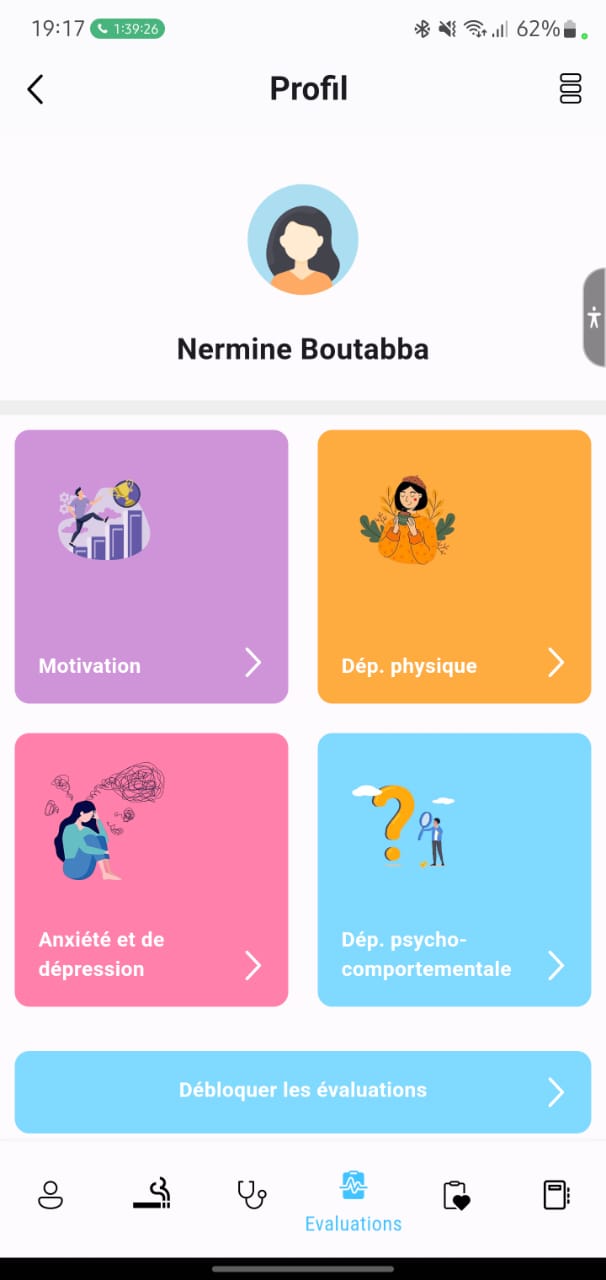 19:17 1:39:26 62%
Profil
Nermine Boutabba
Motivation
Dép. physique
Anxiété et de
dépression
Dép. psycho-
comportementale
Débloquer les évaluations
Evaluations